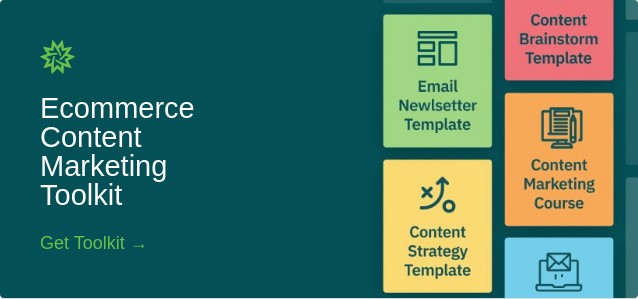 Ecommerce
Content
Marketing
Toolkit
Get Toolkit →
Email
Newlsetter
Template
Content
Strategy
Template
Content
Brainstorm
Template
Content
Marketing
Course